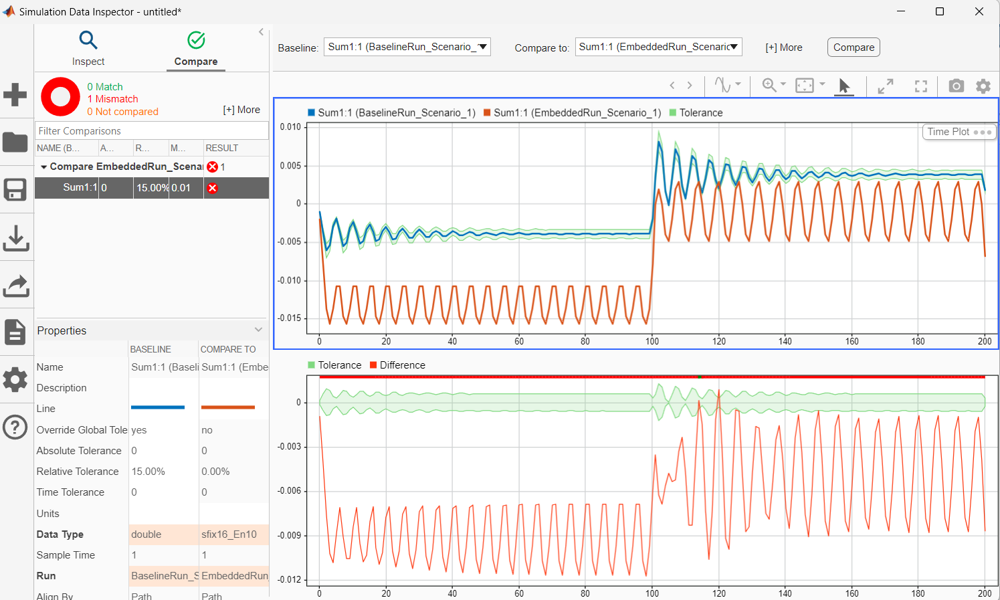 Simulation Data Inspector - untitled*
Inspect
Compare
Baseline: Sum1:1 (BaselineRun_Scenario_ Compare to: Sum1:1 (EmbeddedRun_Scenaric [+] More Compare
0 Match
1 Mismatch
0 Not compared
[+] More
Filter Comparisons
NAME (B... A... R... M... RESULT
Compare EmbeddedRun_Scenar 1
Sum1:1 0 15.00% 0.01
Properties
BASELINE COMPARE TO
Name Sum1:1 (Baseli Sum1:1 (Embe
Description
Line
Override Global Tole yes no
Absolute Tolerance 0 0
Relative Tolerance 15.00% 0.00%
Time Tolerance 0 0
Units
Data Type double sfix16_En10
Sample Time 1 1
Run BaselineRun_S EmbeddedRun_
Align By Path Path
Sum1:1 (BaselineRun_Scenario_1) Sum1:1 (EmbeddedRun_Scenario_1) Tolerance
Time Plot
0.010
0.005
0
-0.005
-0.010
-0.015
0 20 40 60 80 100 120 140 160 180 200
Tolerance Difference
0
-0.003
-0.006
-0.009
-0.012
0 20 40 60 80 100 120 140 160 180 200